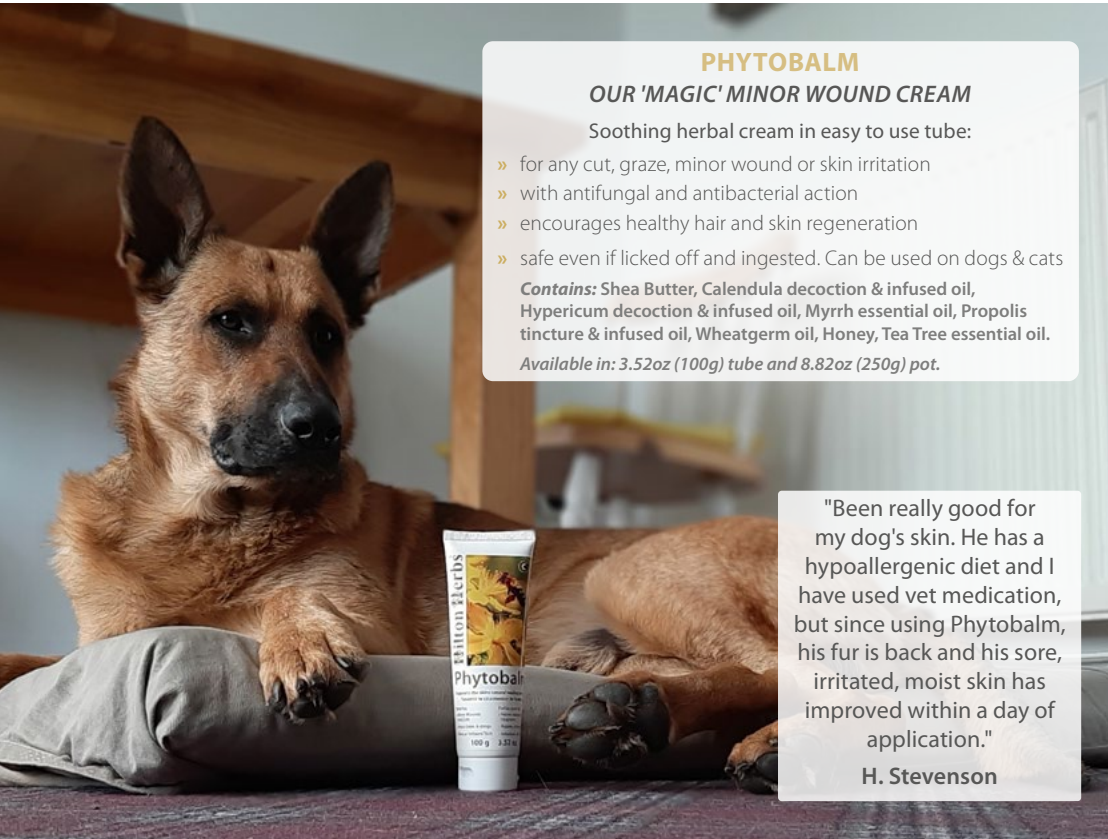 PHYTOBALM
OUR 'MAGIC' MINOR WOUND CREAM
Soothing herbal cream in easy to use tube:
» for any cut, graze, minor wound or skin irritation
» with antifungal and antibacterial action
» encourages healthy hair and skin regeneration
» safe even if licked off and ingested. Can be used on dogs & cats
Contains: Shea Butter, Calendula decoction & infused oil,
Hypericum decoction & infused oil, Myrrh essential oil, Propolis
tincture & infused oil, Wheatgerm oil, Honey, Tea Tree essential oil.
Available in: 3.52oz (100g) tube and 8.82oz (250g) pot.
"Been really good for
my dog's skin. He has a
hypoallergenic diet and I
have used vet medication,
but since using Phytobalm,
his fur is back and his sore,
irritated, moist skin has
improved within a day of
application."
H. Stevenson
Hilton Herbs
Phytobal
100 g 3.52 oz